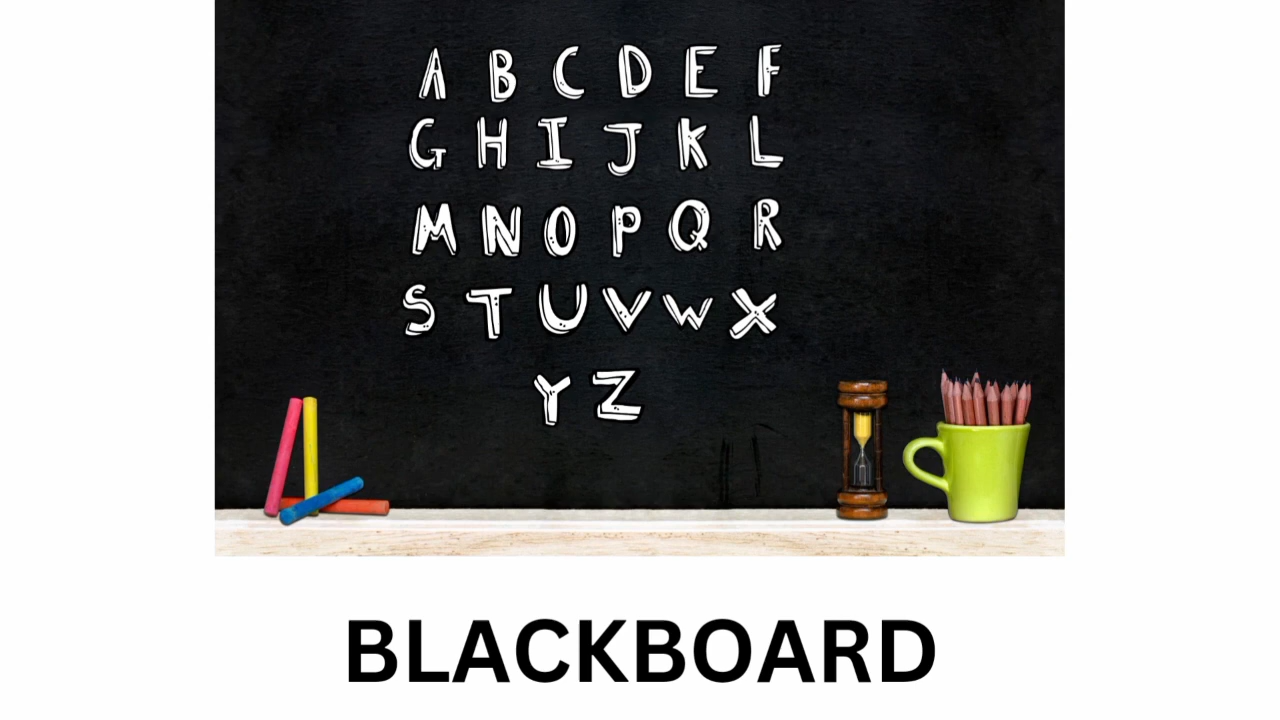 A B C D E F
G H I J K L
M N O P Q R
S T U V W X
Y Z
BLACKBOARD